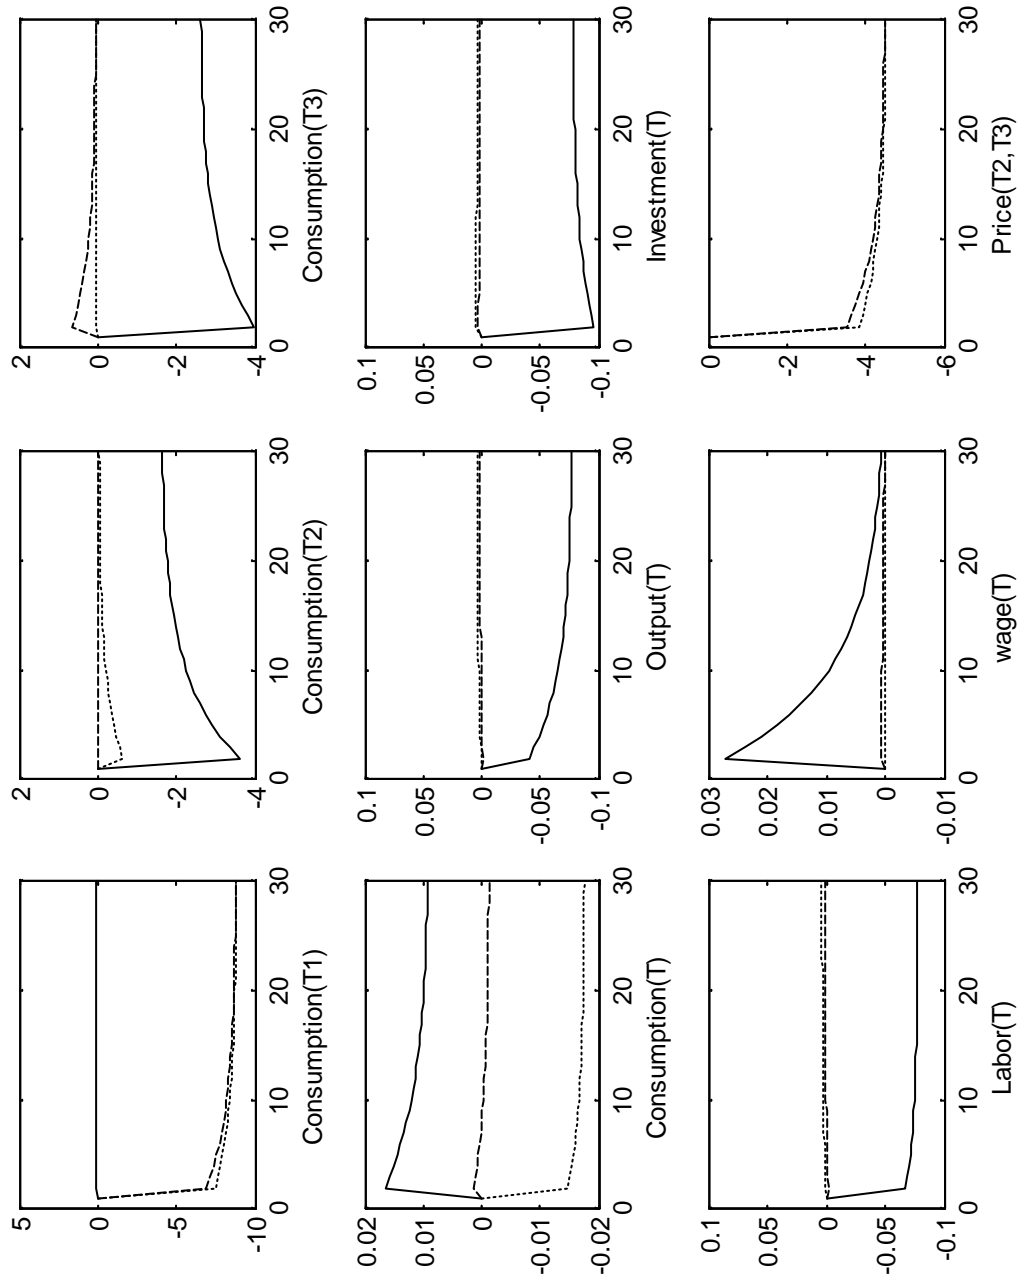 5
0
-5
-10
0 10 20 30
Consumption(T1)
2
0
-2
-4
0 10 20 30
Consumption(T2)
2
0
-2
-4
0 10 20 30
Consumption(T3)
0.02
0.01
0
-0.01
-0.02
0 10 20 30
Consumption(T)
0.1
0.05
0
-0.05
-0.1
0 10 20 30
Output(T)
0.1
0.05
0
-0.05
-0.1
0 10 20 30
Investment(T)
0.1
0.05
0
-0.05
-0.1
0 10 20 30
Labor(T)
0.03
0.02
0.01
0
-0.01
0 10 20 30
wage(T)
0
-2
-4
-6
0 10 20 30
Price(T2,T3)